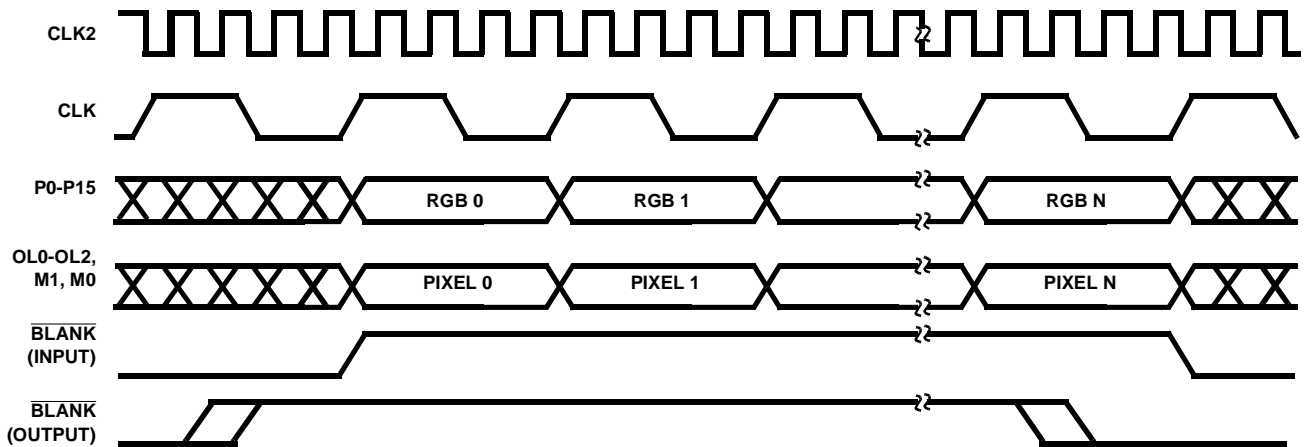 CLK2
CLK
P0-P15
RGB 0 RGB 1 RGB N
OL0-OL2,
M1, M0
PIXEL 0 PIXEL 1 PIXEL N
BLANK
(INPUT)
BLANK
(OUTPUT)